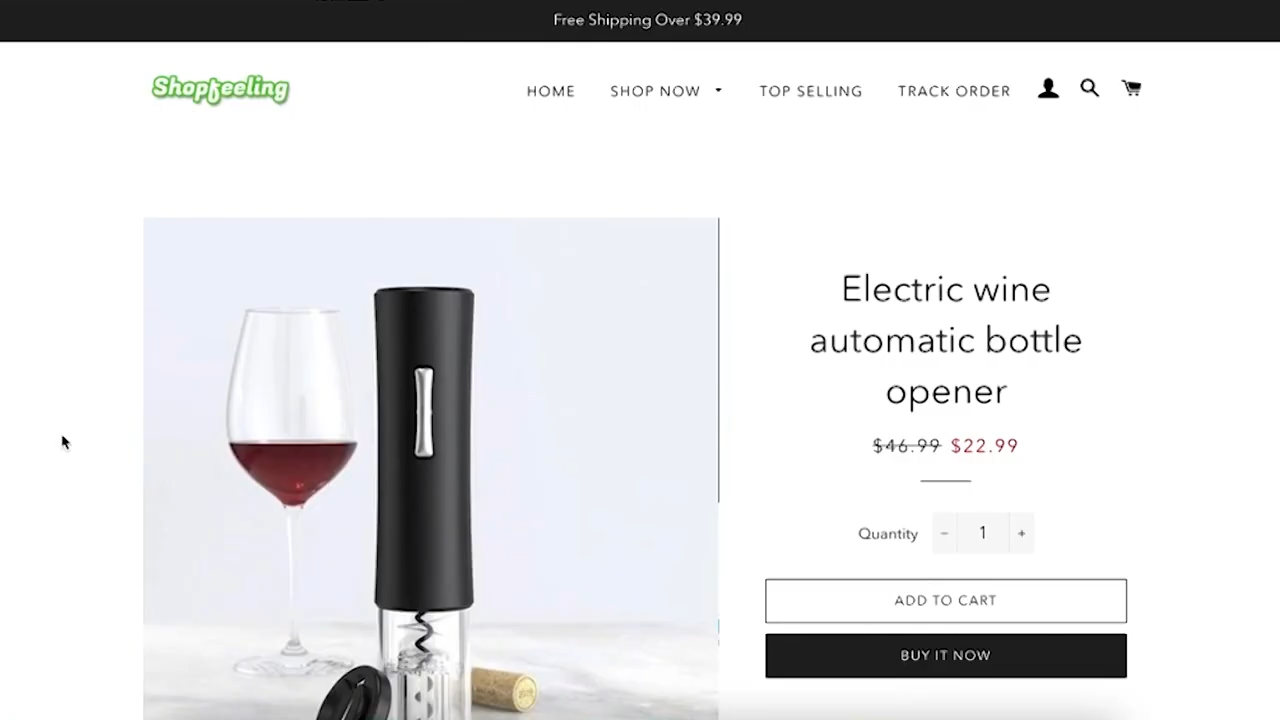 Free Shipping Over $39.99
Shopfeeling
HOME SHOP NOW TOP SELLING TRACK ORDER
Electric wine
automatic bottle
opener
$46.99 $22.99
Quantity − 1 +
ADD TO CART
BUY IT NOW